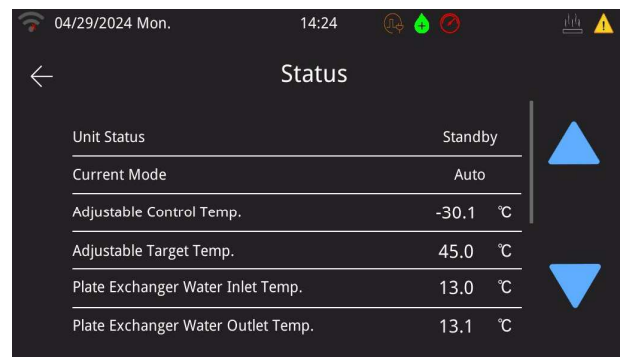 04/29/2024 Mon. 14:24
Status
Unit Status Standby
Current Mode Auto
Adjustable Control Temp. -30.1 ℃
Adjustable Target Temp. 45.0 ℃
Plate Exchanger Water Inlet Temp. 13.0 ℃
Plate Exchanger Water Outlet Temp. 13.1 ℃